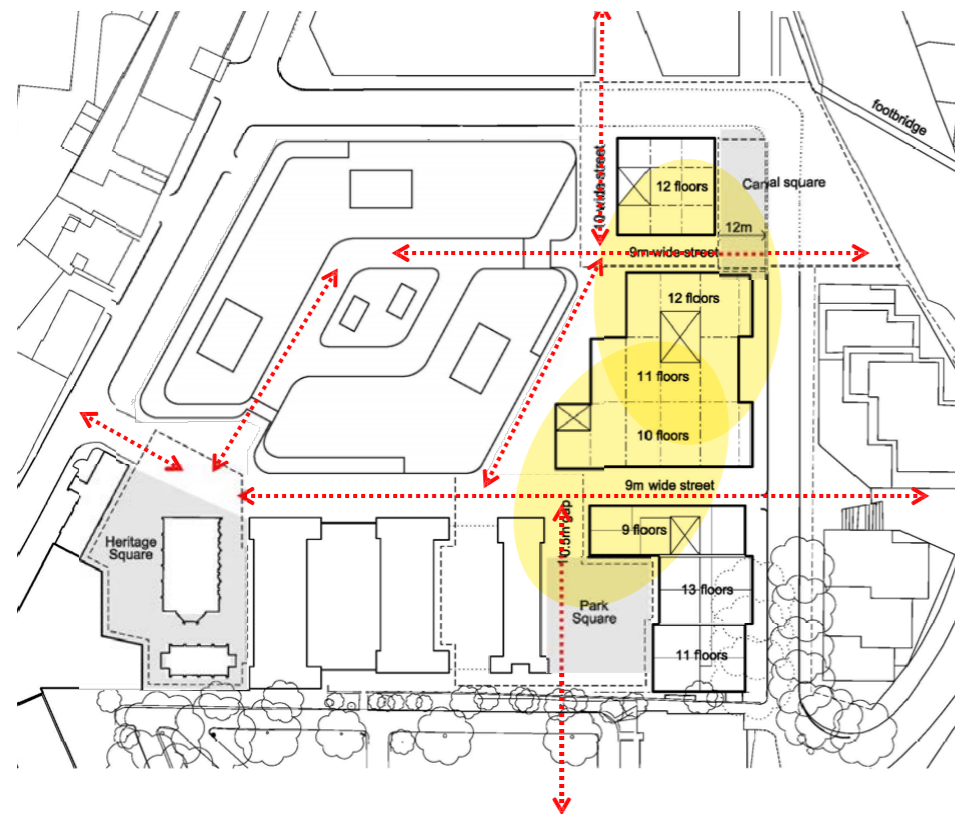 footbridge
10 wide street
12 floors
Canal square
12m
9m wide street
12 floors
11 floors
10 floors
9m wide street
10.5m gap
9 floors
Heritage
Square
13 floors
Park
Square
11 floors